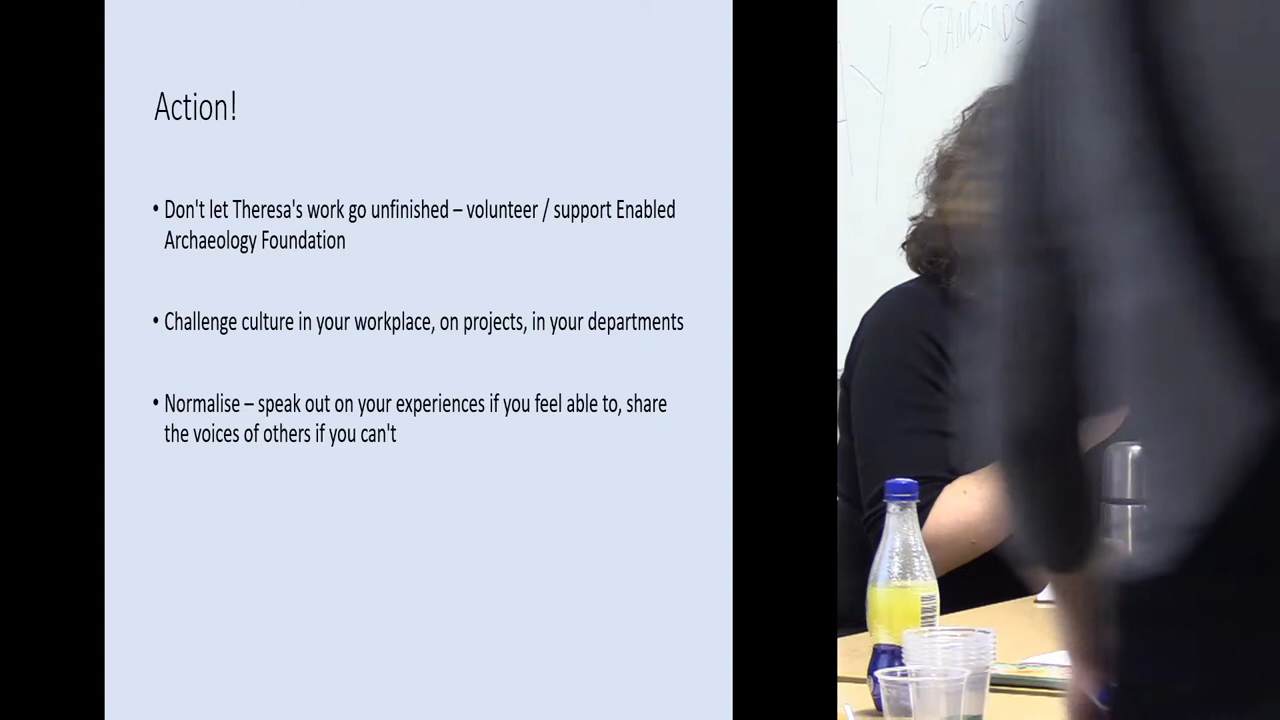 Action!
• Don't let Theresa's work go unfinished – volunteer / support Enabled
Archaeology Foundation
• Challenge culture in your workplace, on projects, in your departments
• Normalise – speak out on your experiences if you feel able to, share
the voices of others if you can't
STANDARDS
AY